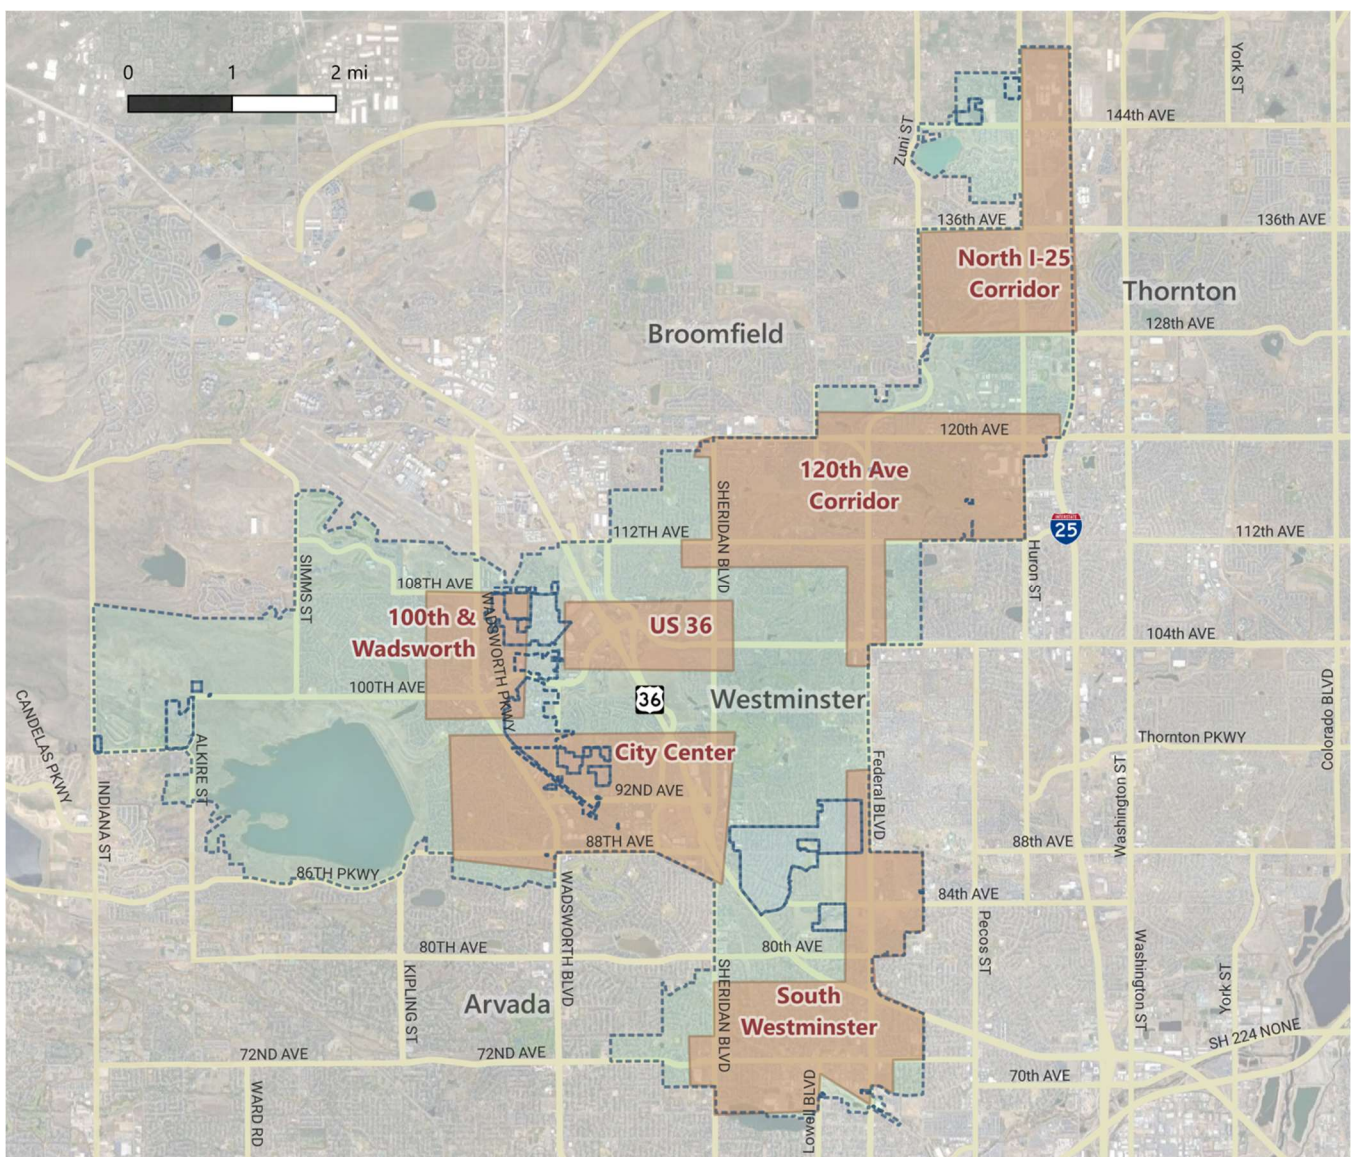 0 1 2 mi
York ST
144th AVE
Zuni ST
136th AVE
136th AVE
North I-25
Corridor
Thornton
128th AVE
Broomfield
120th AVE
120th Ave
Corridor
SHERIDAN BLVD
112TH AVE
INTERSTATE
25
112th AVE
Huron ST
SIMMS ST
108TH AVE
100th &
Wadsworth
WADSWORTH PKWY
US 36
104th AVE
100TH AVE
36
Westminster
CANDELAS PKWY
Colorado BLVD
Thornton PKWY
ALKIRE ST
City Center
Federal BLVD
Washington ST
INDIANA ST
92ND AVE
88TH AVE
88th AVE
86TH PKWY
84th AVE
WADSWORTH BLVD
80TH AVE
80th AVE
Pecos ST
Washington ST
York ST
KIPLING ST
SHERIDAN BLVD
Arvada
South
Westminster
SH 224 NONE
72ND AVE
72ND AVE
70th AVE
WARD RD
Lowell BLVD